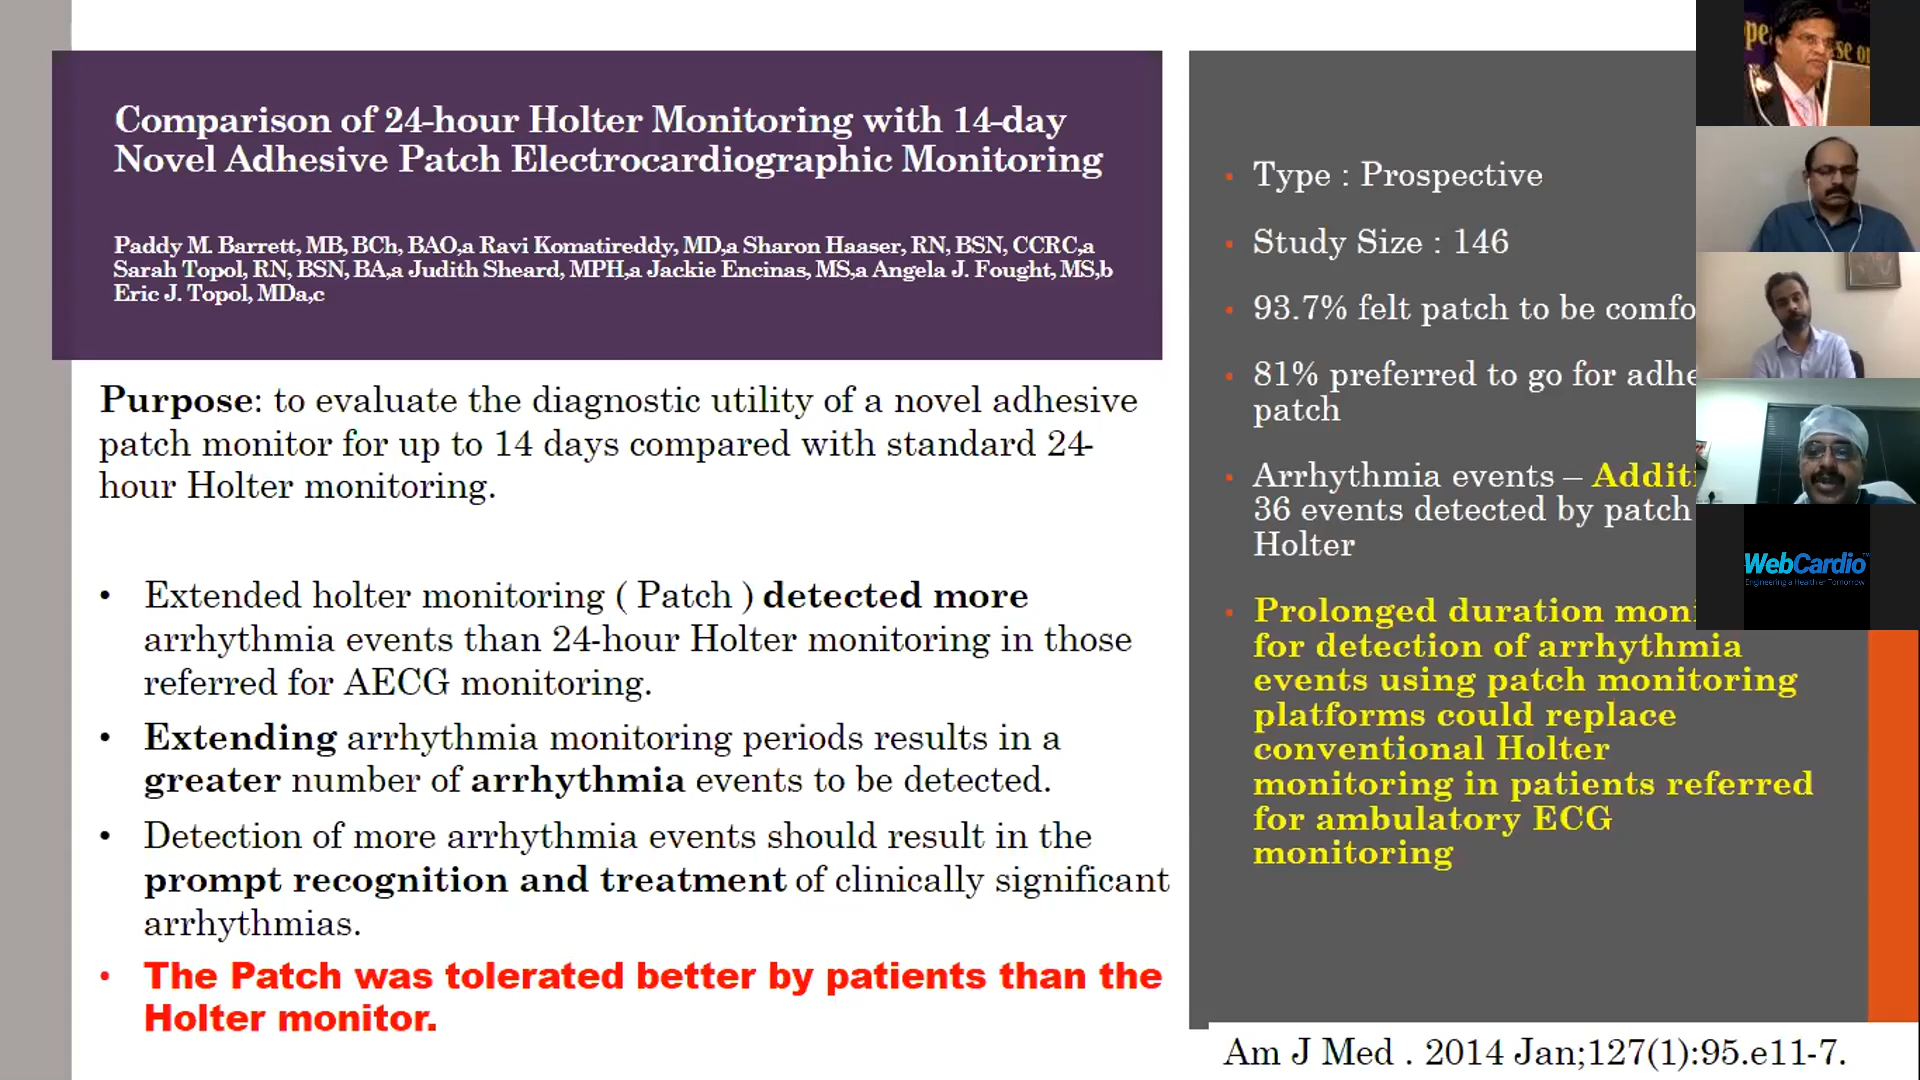 Comparison of 24-hour Holter Monitoring with 14-day
Novel Adhesive Patch Electrocardiographic Monitoring
Paddy M. Barrett, MB, BCh, BAO,a Ravi Komatireddy, MD,a Sharon Haaser, RN, BSN, CCRC,a
Sarah Topol, RN, BSN, BA,a Judith Sheard, MPH,a Jackie Encinas, MS,a Angela J. Fought, MS,b
Eric J. Topol, MDa,c
Purpose: to evaluate the diagnostic utility of a novel adhesive
patch monitor for up to 14 days compared with standard 24-
hour Holter monitoring.
• Extended holter monitoring ( Patch ) detected more
arrhythmia events than 24-hour Holter monitoring in those
referred for AECG monitoring.
• Extending arrhythmia monitoring periods results in a
greater number of arrhythmia events to be detected.
• Detection of more arrhythmia events should result in the
prompt recognition and treatment of clinically significant
arrhythmias.
• The Patch was tolerated better by patients than the
Holter monitor.
• Type : Prospective
• Study Size : 146
• 93.7% felt patch to be comfo
• 81% preferred to go for adhe
patch
• Arrhythmia events – Addit
36 events detected by patch
Holter
• Prolonged duration moni
for detection of arrhythmia
events using patch monitoring
platforms could replace
conventional Holter
monitoring in patients referred
for ambulatory ECG
monitoring
Am J Med . 2014 Jan;127(1):95.e11-7.
WebCardio™
Engineering a Healthier Tomorrow